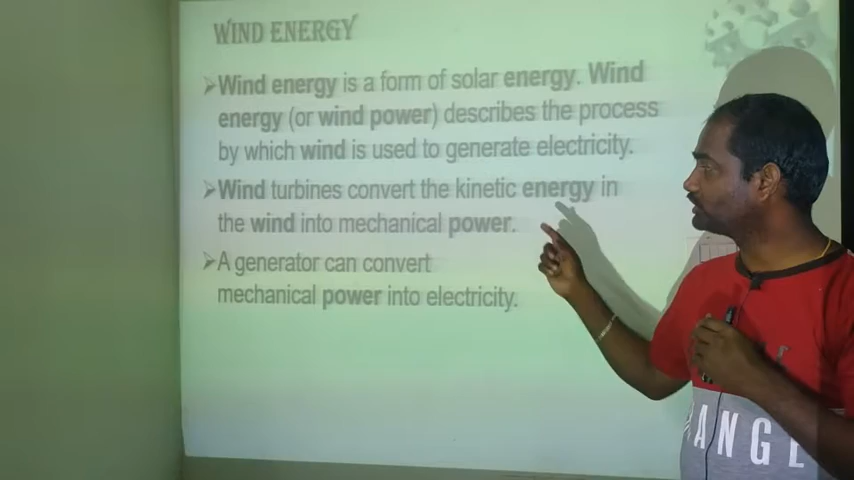 WIND ENERGY
➢Wind energy is a form of solar energy. Wind
energy (or wind power) describes the process
by which wind is used to generate electricity.
➢Wind turbines convert the kinetic energy in
the wind into mechanical power.
➢A generator can convert
mechanical power into electricity.
ANGE